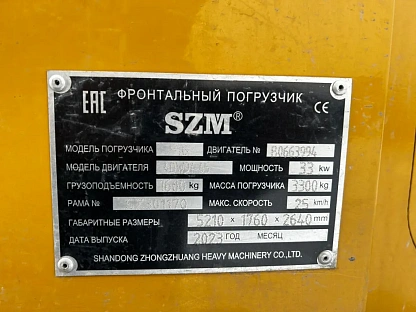 EAC ФРОНТАЛЬНЫЙ ПОГРУЗЧИК CE
SZM®
МОДЕЛЬ ПОГРУЗЧИКА ДВИГАТЕЛЬ № B0663994
МОДЕЛЬ ДВИГАТЕЛЯ МОЩНОСТЬ 33 kw
ГРУЗОПОДЪЕМНОСТЬ kg МАССА ПОГРУЗЧИКА 3300 kg
РАМА № МАКС. СКОРОСТЬ 25 km/h
ГАБАРИТНЫЕ РАЗМЕРЫ 5210 x 1760 x 2640 mm
ДАТА ВЫПУСКА 2023 ГОД МЕСЯЦ
SHANDONG ZHONGZHUANG HEAVY MACHINERY CO.,LTD.